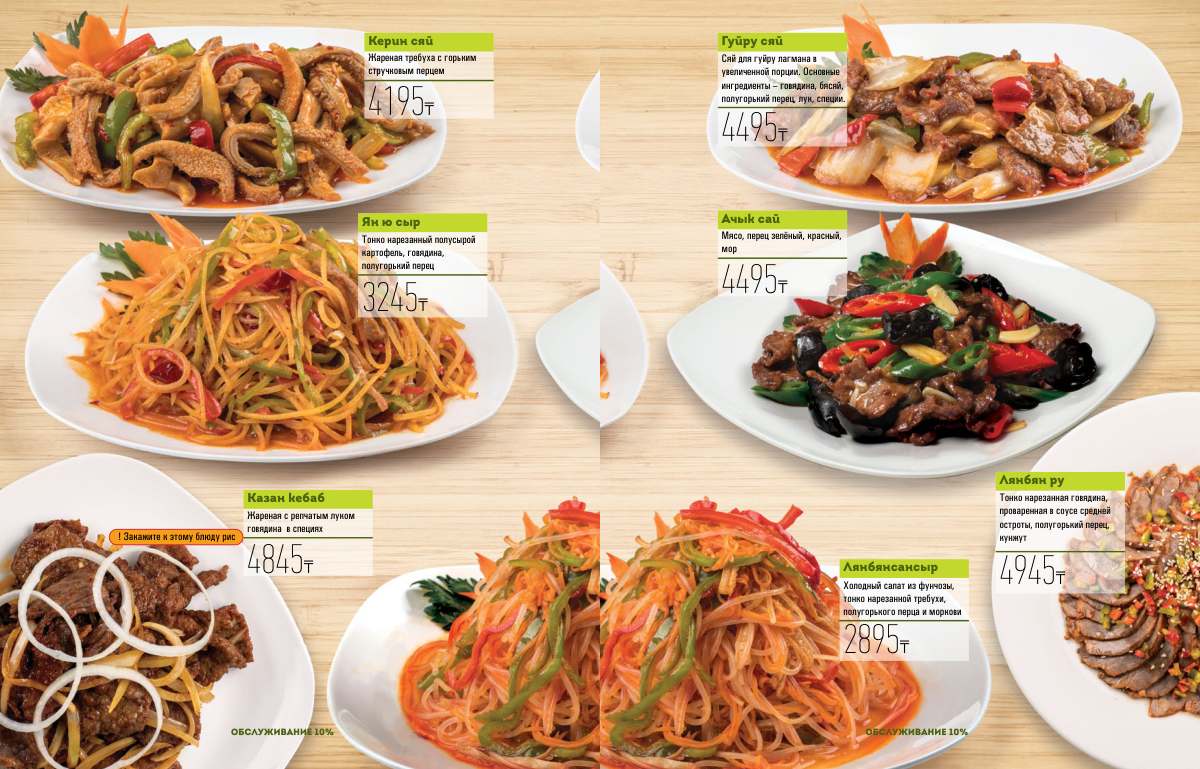 Керин сяй
Жареная требуха с горьким
стручковым перцем
4195₸
Ян ю сыр
Тонко нарезанный полусырой
картофель, говядина,
полугорький перец
3245₸
Казан кебаб
Жареная с репчатым луком
говядина в специях
! Закажите к этому блюду рис
4845₸
ОБСЛУЖИВАНИЕ 10%
Гуйру сяй
Сяй для гуйру лагмана в
увеличенной порции. Основные
ингредиенты – говядина, бясяй,
полугорький перец, лук, специи.
4495₸
Ачык сай
Мясо, перец зелёный, красный,
мор
4495₸
Лянбян ру
Тонко нарезанная говядина,
проваренная в соусе средней
остроты, полугорький перец,
кунжут
4945₸
Лянбянсансыр
Холодный салат из фунчозы,
тонко нарезанной требухи,
полугорького перца и моркови
2895₸
ОБСЛУЖИВАНИЕ 10%